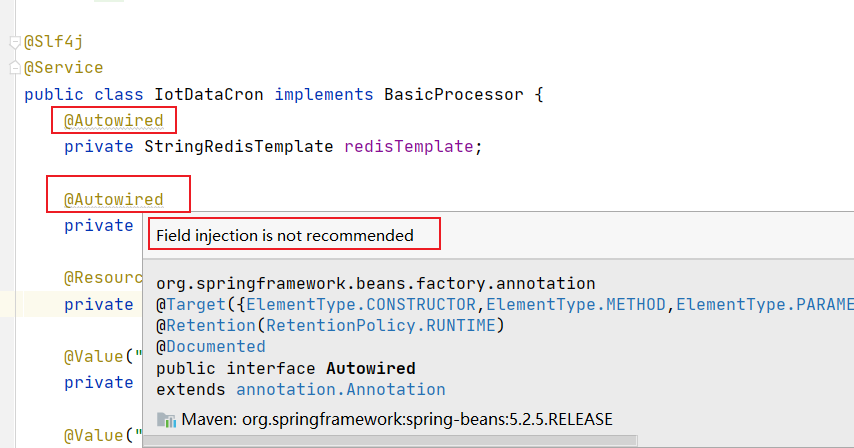 @Slf4j
@Service
public class IotDataCron implements BasicProcessor {
@Autowired
private StringRedisTemplate redisTemplate;
@Autowired
private
Field injection is not recommended
@Resourc
private
org.springframework.beans.factory.annotation
@Target({ElementType.CONSTRUCTOR,ElementType.METHOD,ElementType.PARAME
@Retention(RetentionPolicy.RUNTIME)
@Documented
public interface Autowired
extends annotation.Annotation
Maven: org.springframework:spring-beans:5.2.5.RELEASE
@Value("
private
@Value("